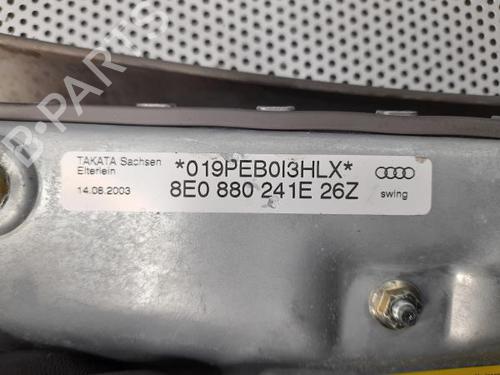 TAKATA Sachsen
Elterlein
14.08.2003
*019PEB0I3HLX*
8E0 880 241E 26Z
swing
B-PARTS